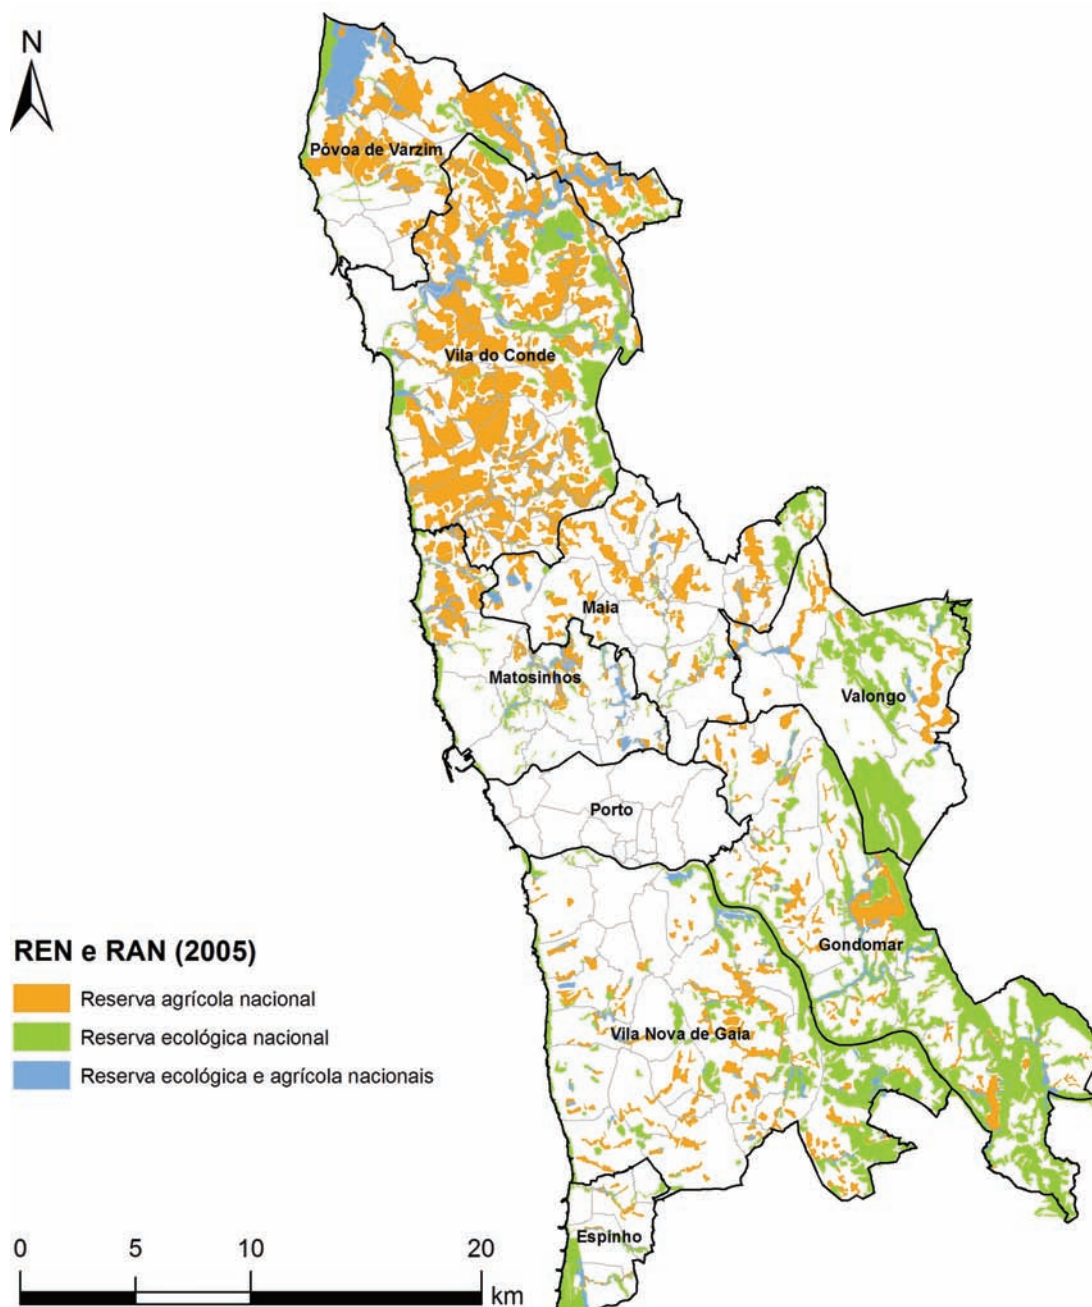 N
Póvoa de Varzim
Vila do Conde
Maia
Matosinhos
Valongo
Porto
Gondomar
Vila Nova de Gaia
Espinho
REN e RAN (2005)
Reserva agrícola nacional
Reserva ecológica nacional
Reserva ecológica e agrícola nacionais
0 5 10 20
km